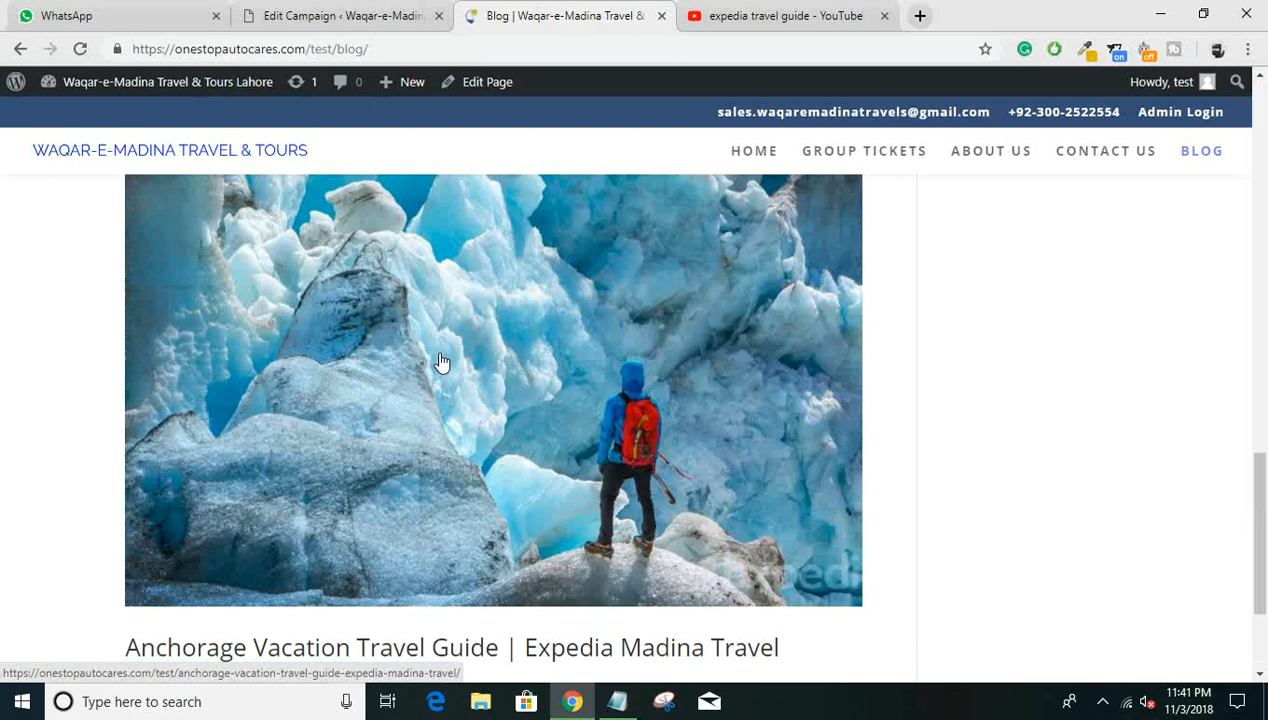 WhatsApp
Edit Campaign ‹ Waqar-e-Madin
Blog | Waqar-e-Madina Travel &
expedia travel guide - YouTube
https://onestopautocares.com/test/blog/
on
off
Waqar-e-Madina Travel & Tours Lahore
1
0
New
Edit Page
Howdy, test
sales.waqaremadinatravels@gmail.com
+92-300-2522554
Admin Login
WAQAR-E-MADINA TRAVEL & TOURS
HOME
GROUP TICKETS
ABOUT US
CONTACT US
BLOG
expedi
Anchorage Vacation Travel Guide | Expedia Madina Travel
https://onestopautocares.com/test/anchorage-vacation-travel-guide-expedia-madina-travel/
Type here to search
11:41 PM
11/3/2018